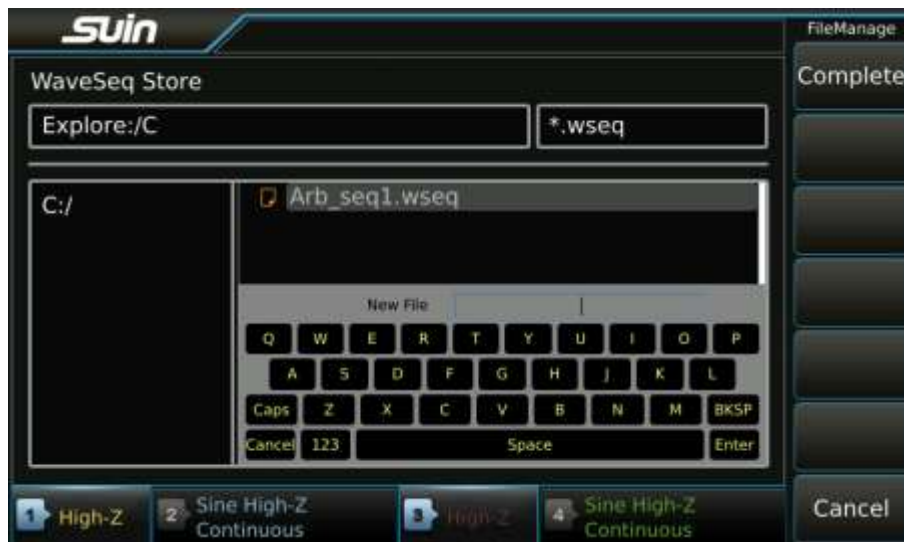 Suin
FileManage
WaveSeq Store
Complete
Explore:/C
*.wseq
C:/
Arb_seq1.wseq
New File
Q W E R T Y U I O P
A S D F G H J K L
Caps Z X C V B N M BKSP
Cancel 123 Space Enter
1 High-Z
2 Sine High-Z
Continuous
3 High-Z
4 Sine High-Z
Continuous
Cancel